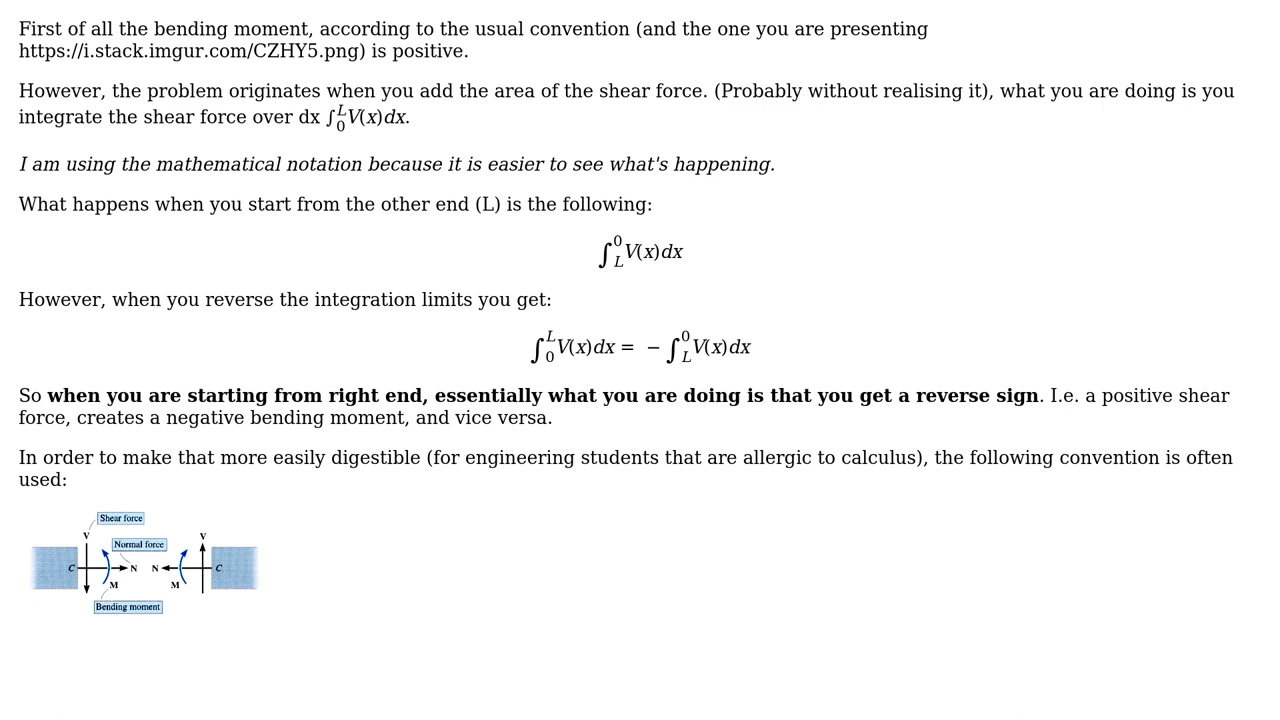 First of all the bending moment, according to the usual convention (and the one you are presenting
https://i.stack.imgur.com/CZHY5.png) is positive.
However, the problem originates when you add the area of the shear force. (Probably without realising it), what you are doing is you
integrate the shear force over dx ∫₀ᴸ V(x)dx.
I am using the mathematical notation because it is easier to see what's happening.
What happens when you start from the other end (L) is the following:
∫_L^0 V(x)dx
However, when you reverse the integration limits you get:
∫_0^L V(x)dx = − ∫_L^0 V(x)dx
So when you are starting from right end, essentially what you are doing is that you get a reverse sign. I.e. a positive shear
force, creates a negative bending moment, and vice versa.
In order to make that more easily digestible (for engineering students that are allergic to calculus), the following convention is often
used:
Shear force
V V
Normal force
C N N C
M M
Bending moment